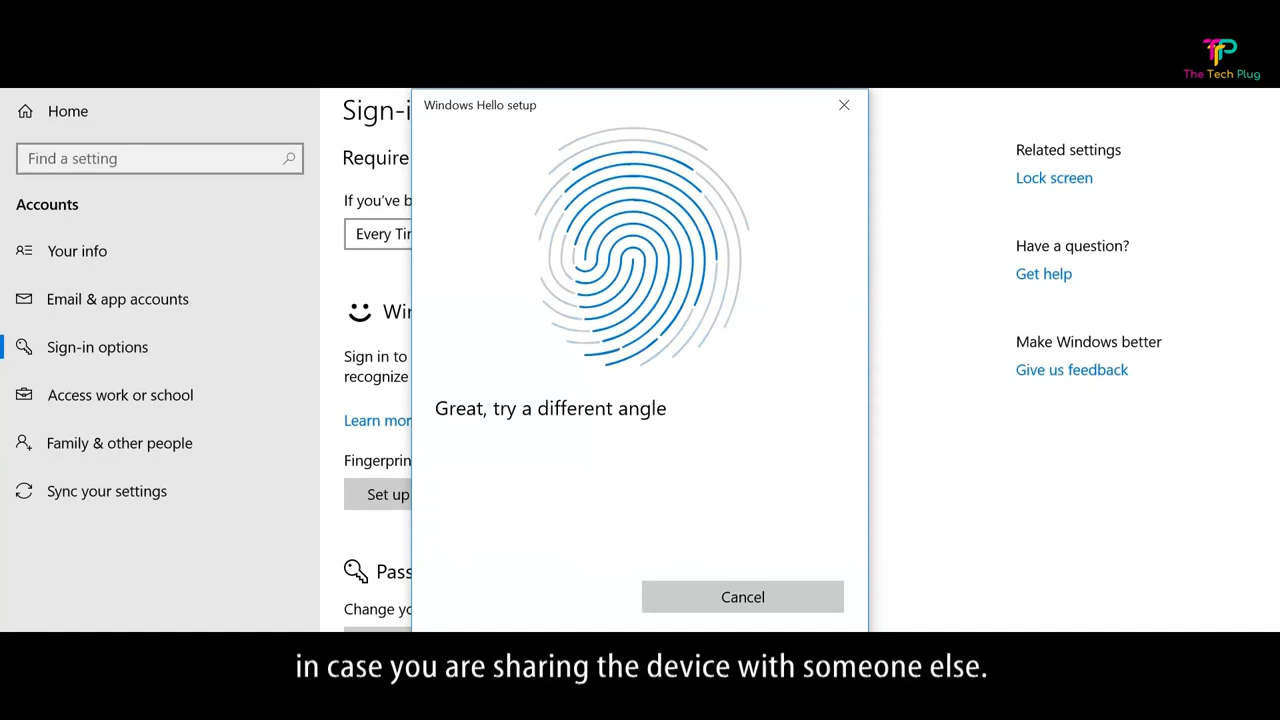 The Tech Plug
Home
Find a setting
Accounts
Your info
Email & app accounts
Sign-in options
Access work or school
Family & other people
Sync your settings
Sign-i
Require
If you've b
Every Tir
Wir
Sign in to
recognize
Learn mor
Fingerprin
Set up
Pass
Change yo
Windows Hello setup
Great, try a different angle
Cancel
Related settings
Lock screen
Have a question?
Get help
Make Windows better
Give us feedback
in case you are sharing the device with someone else.